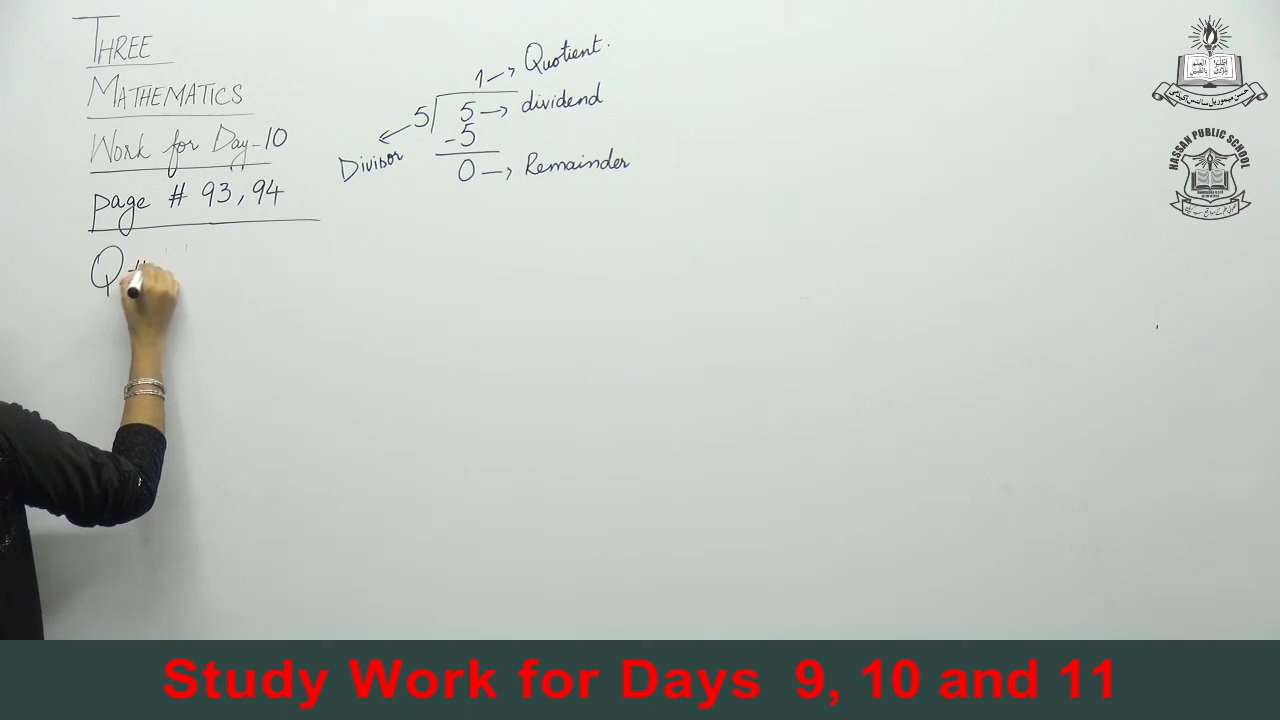 THREE
MATHEMATICS
Work for Day-10
page # 93,94
Q #
1 → Quotient.
5 5 → dividend
Divisor
-5
0 → Remainder
HASSAN PUBLIC SCHOOL
Study Work for Days 9, 10 and 11